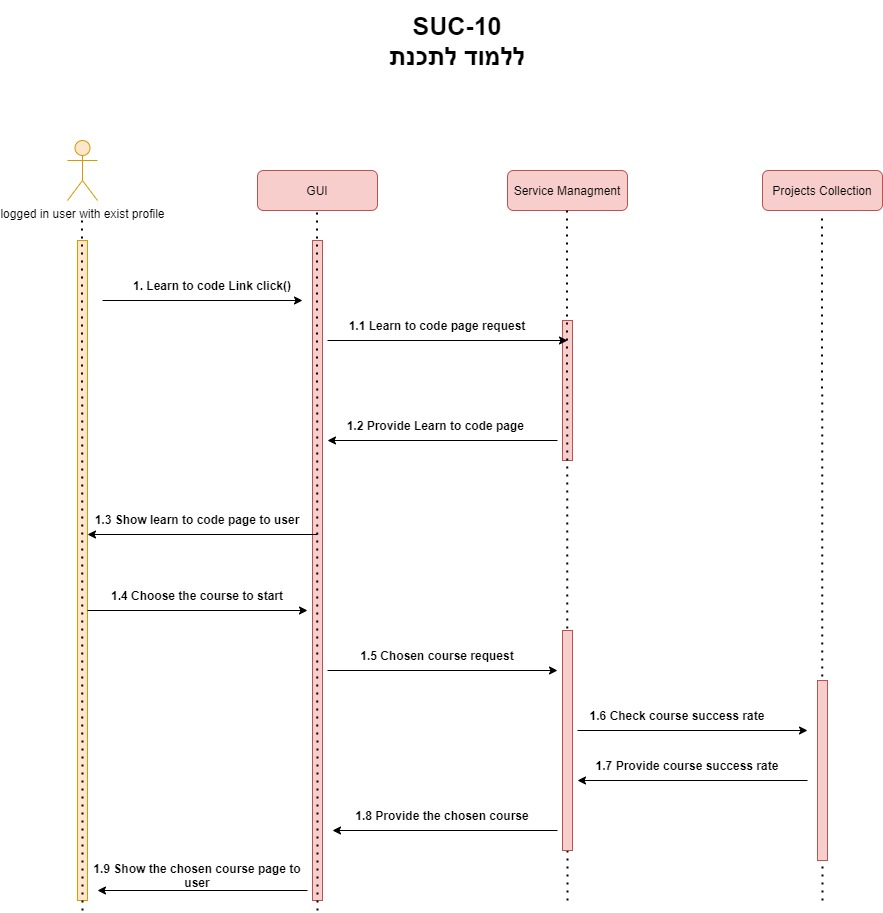 SUC-10
ללמוד לתכנת
logged in user with exist profile
GUI
Service Managment
Projects Collection
1. Learn to code Link click()
1.1 Learn to code page request
1.2 Provide Learn to code page
1.3 Show learn to code page to user
1.4 Choose the course to start
1.5 Chosen course request
1.6 Check course success rate
1.7 Provide course success rate
1.8 Provide the chosen course
1.9 Show the chosen course page to
user